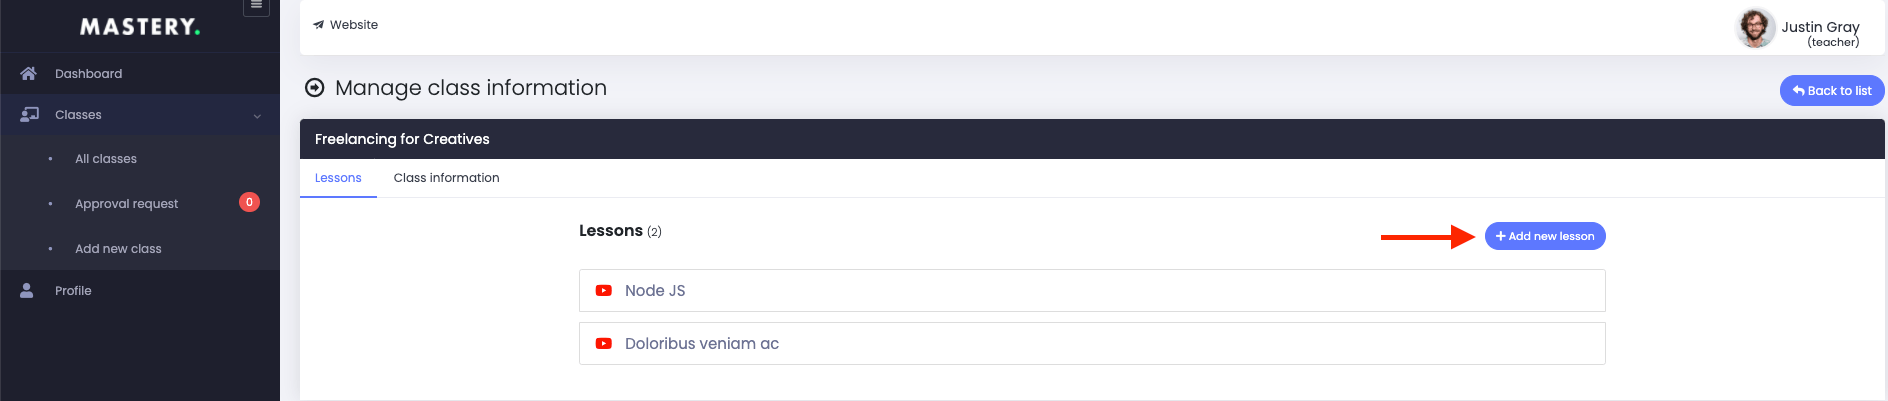 MASTERY.
Website
Justin Gray
(teacher)
Dashboard
Classes
All classes
Approval request 0
Add new class
Profile
Manage class information
Back to list
Freelancing for Creatives
Lessons
Class information
Lessons (2)
+ Add new lesson
Node JS
Doloribus veniam ac